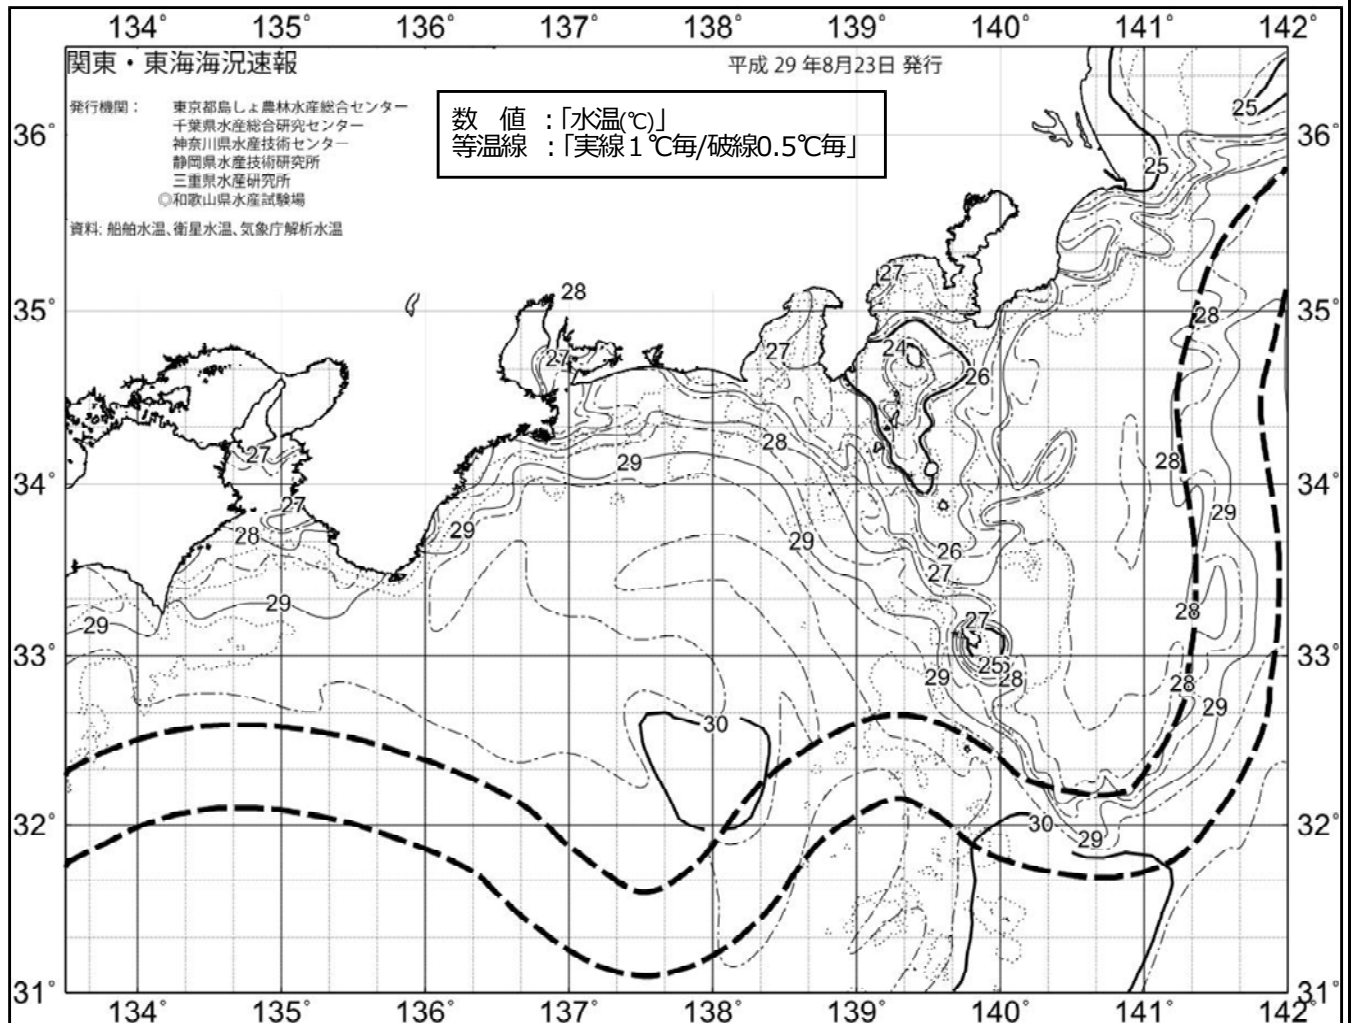 134° 135° 136° 137° 138° 139° 140° 141° 142°
関東・東海海況速報
平成 29 年8月23日 発行
発行機関： 東京都島しょ農林水産総合センター
千葉県水産総合研究センター
神奈川県水産技術センター
静岡県水産技術研究所
三重県水産研究所
◎和歌山県水産試験場
資料: 船舶水温、衛星水温、気象庁解析水温
数 値 ：「水温(℃)」
等温線 ：「実線１℃毎/破線0.5℃毎」
25
36° 36°
25
27
28
35° 35°
28
24
27 27
26
28
27 29 28
34° 34°
27 29
28 29 29
26
27
29 28
29
27
33° 33°
25
29 28 28
29
30
32° 30 32°
29
31° 31°
134° 135° 136° 137° 138° 139° 140° 141° 142°